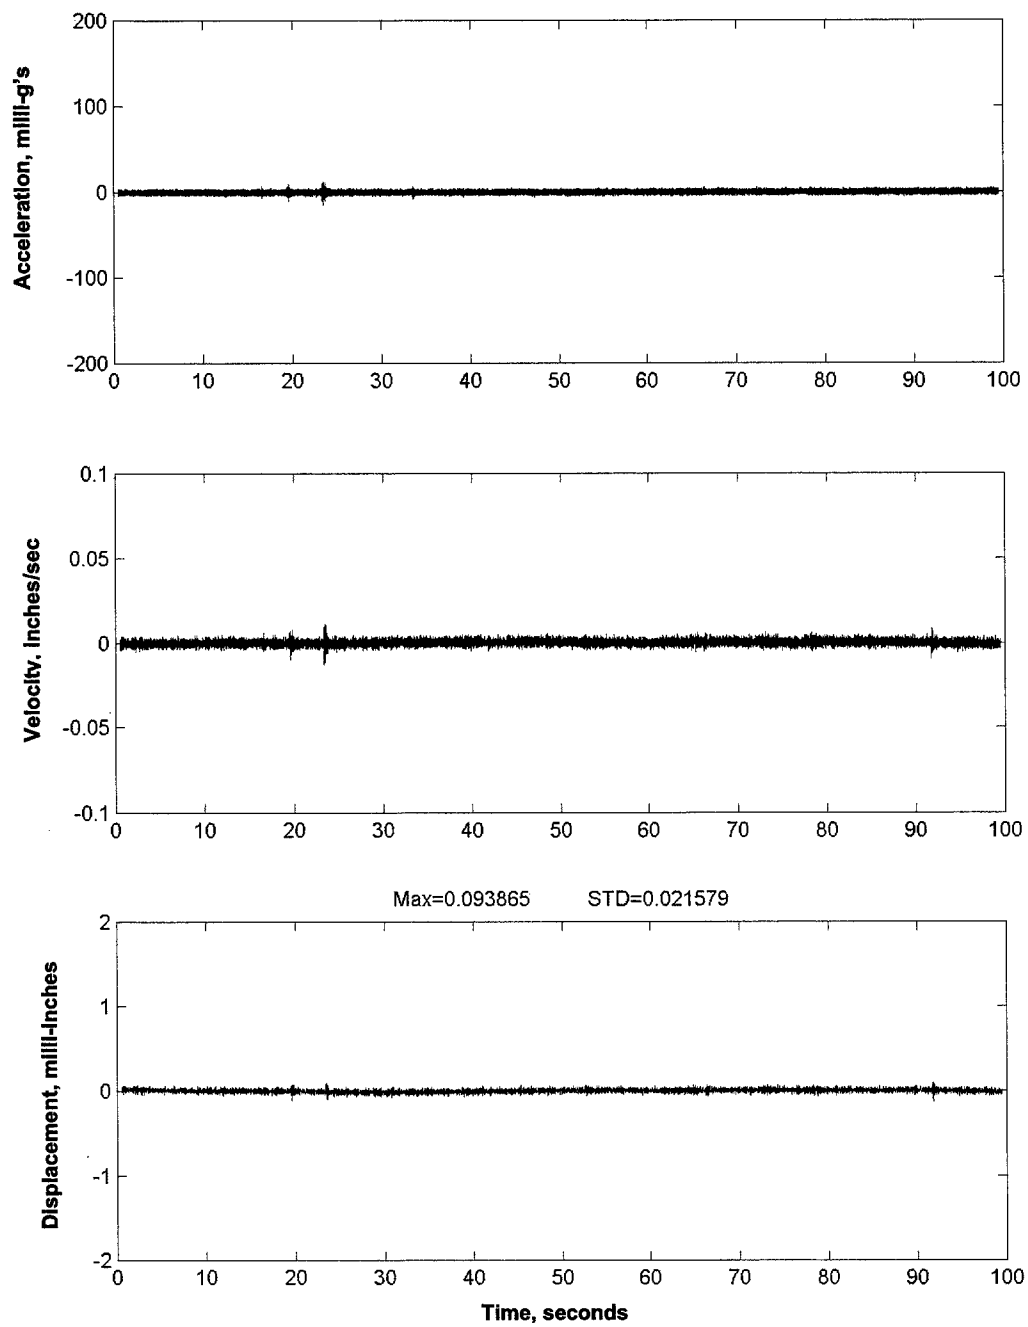 Acceleration, milli-g's
200
100
0
-100
-200
0 10 20 30 40 50 60 70 80 90 100
Velocity, Inches/sec
0.1
0.05
0
-0.05
-0.1
0 10 20 30 40 50 60 70 80 90 100
Max=0.093865 STD=0.021579
Displacement, milli-Inches
2
1
0
-1
-2
0 10 20 30 40 50 60 70 80 90 100
Time, seconds